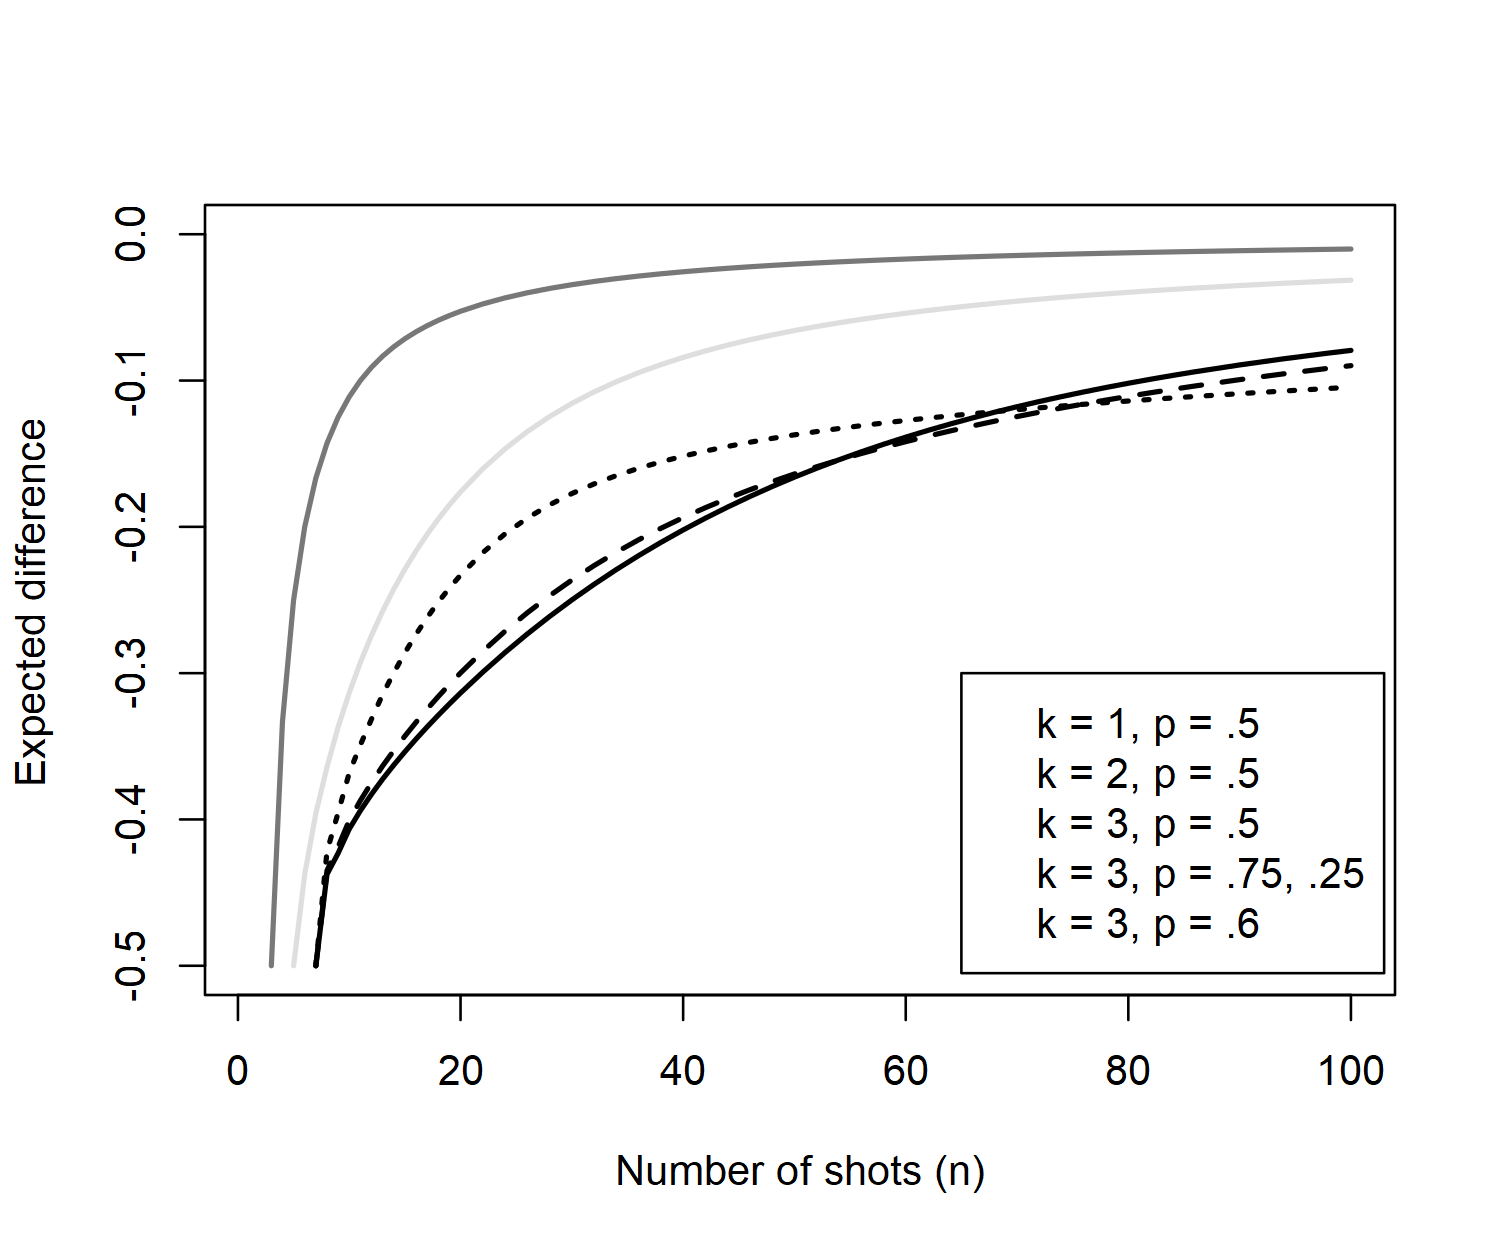 0.0
-0.1
-0.2
-0.3
-0.4
-0.5
Expected difference
k = 1, p = .5
k = 2, p = .5
k = 3, p = .5
k = 3, p = .75, .25
k = 3, p = .6
0 20 40 60 80 100
Number of shots (n)